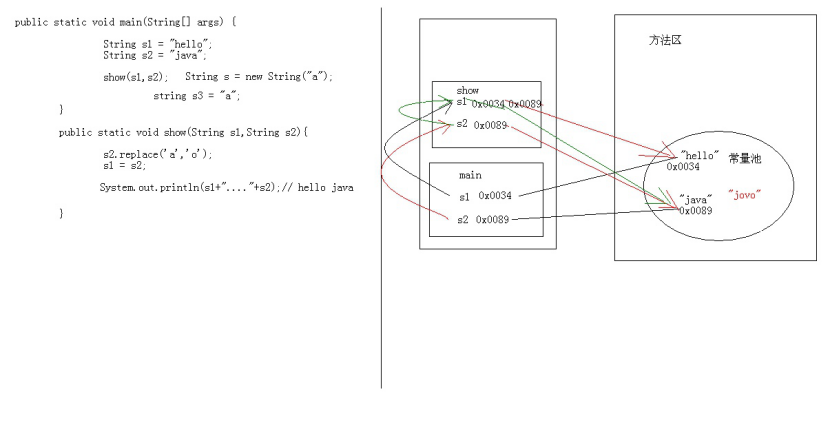 public static void main(String[] args) {
String s1 = "hello";
String s2 = "java";
show(s1,s2);   String s = new String("a");
string s3 = "a";
}
public static void show(String s1,String s2){
s2.replace('a','o');
s1 = s2;
System.out.println(s1+"...."+s2);// hello java
}
show
s1 0x0034 0x0089
s2 0x0089
main
s1 0x0034
s2 0x0089
方法区
"hello" 常量池
0x0034
"java" "jovo"
0x0089